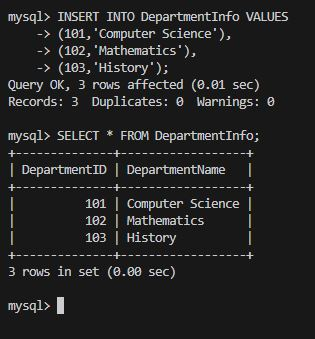 mysql> INSERT INTO DepartmentInfo VALUES
    -> (101,'Computer Science'),
    -> (102,'Mathematics'),
    -> (103,'History');
Query OK, 3 rows affected (0.01 sec)
Records: 3  Duplicates: 0  Warnings: 0

mysql> SELECT * FROM DepartmentInfo;
+--------------+------------------+
| DepartmentID | DepartmentName   |
+--------------+------------------+
|          101 | Computer Science |
|          102 | Mathematics      |
|          103 | History          |
+--------------+------------------+
3 rows in set (0.00 sec)

mysql>